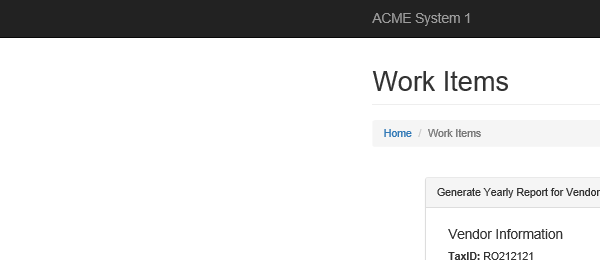 ACME System 1
Work Items
Home / Work Items
Generate Yearly Report for Vendor
Vendor Information
TaxID: RO212121